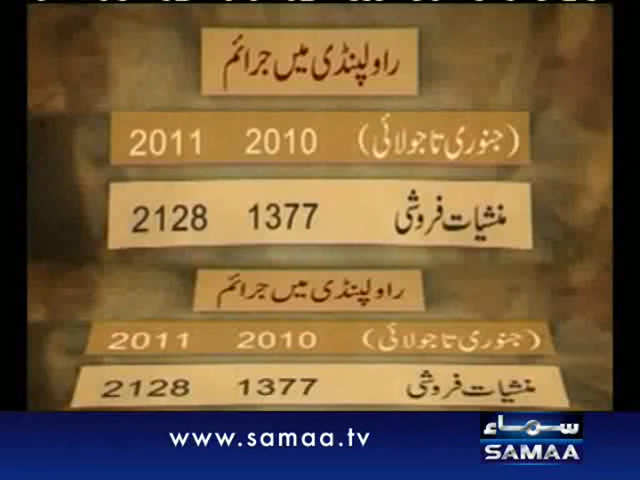 راولپنڈی میں جرائم
(جنوری تا جولائی) 2010 2011
منشیات فروشی 1377 2128
راولپنڈی میں جرائم
(جنوری تا جولائی) 2010 2011
منشیات فروشی 1377 2128
www.samaa.tv
سماء
SAMAA